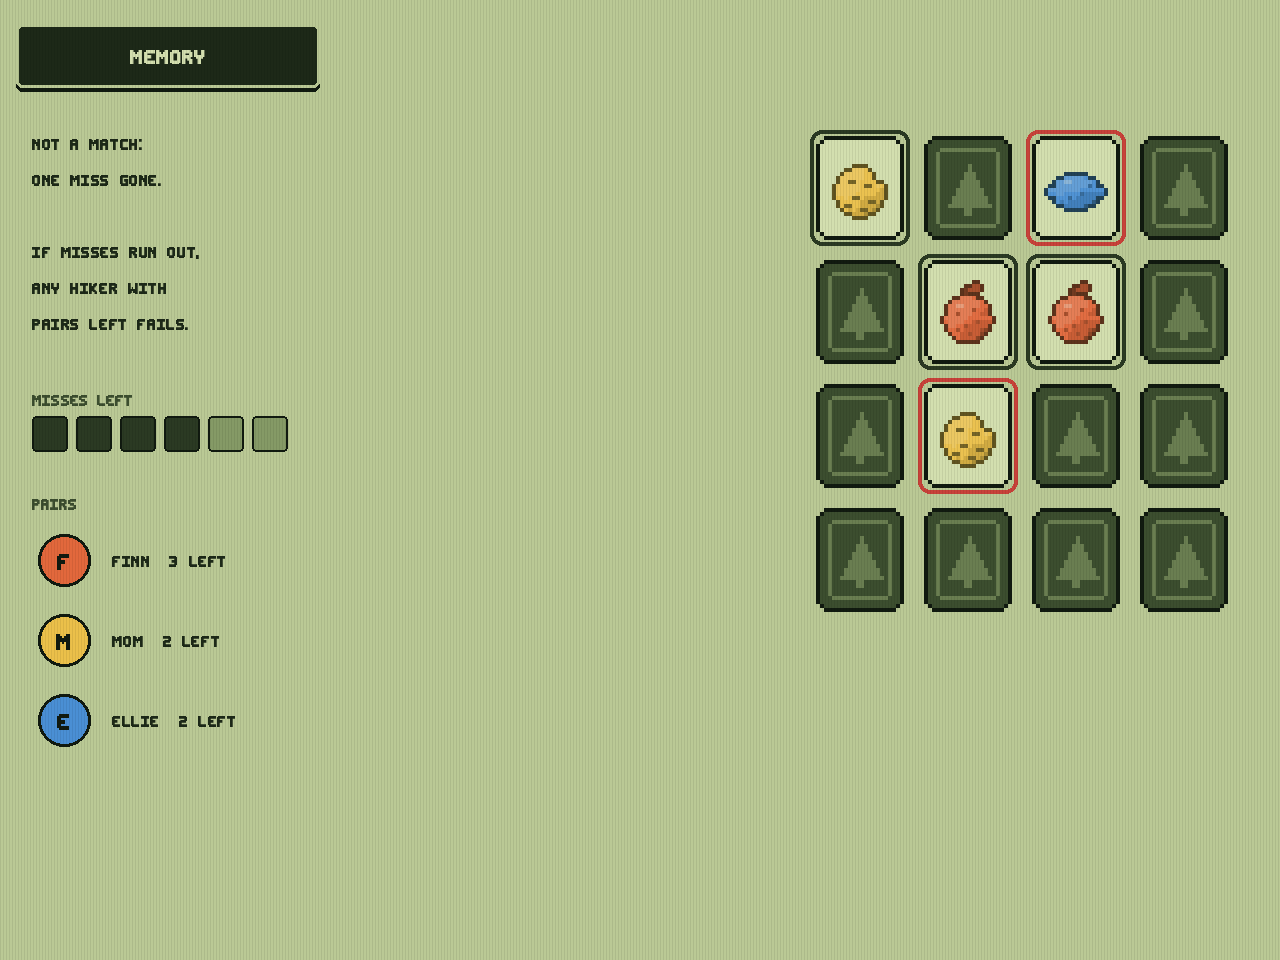 MEMORY
NOT A MATCH:
ONE MISS GONE.
IF MISSES RUN OUT,
ANY HIKER WITH
PAIRS LEFT FAILS.
MISSES LEFT
PAIRS
F FINN 3 LEFT
M MOM 2 LEFT
E ELLIE 2 LEFT